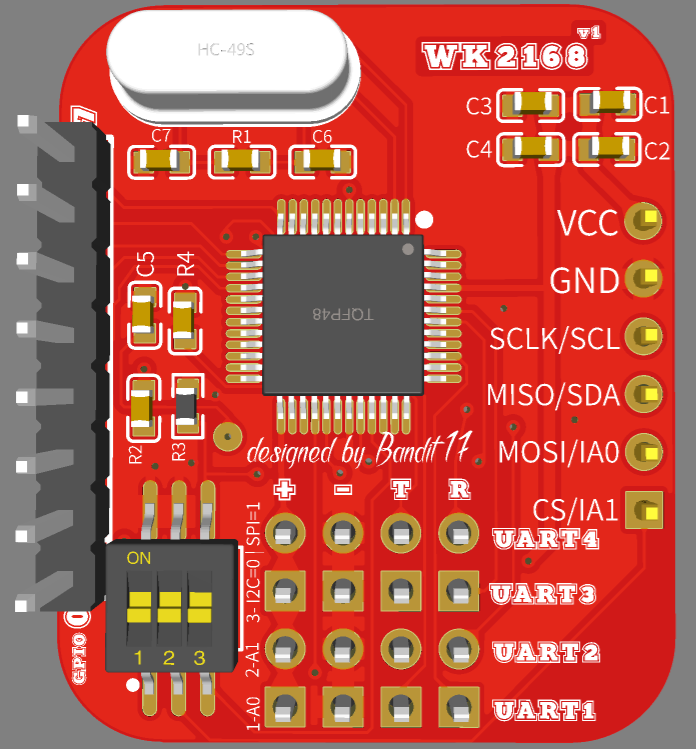 HC-49S
v1
WK2168
C3
C1
C4
C2
C7
R1
C6
C5
R4
VCC
GND
SCLK/SCL
MISO/SDA
MOSI/IA0
CS/IA1
TQFP48
R2
R3
designed by Bandit17
+ - T R
UART4
UART3
UART2
UART1
ON
1 2 3
3- I2C=0 | SPI=1
2-A1
1-A0
GPIO
0